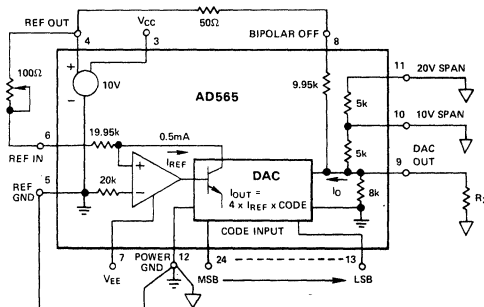 REF OUT
VCC
50Ω
BIPOLAR OFF
4
3
8
100Ω
+
10V
-
AD565
9.95k
11
20V SPAN
5k
10
10V SPAN
5k
6
REF IN
19.95k
0.5mA
IREF
DAC
9
DAC OUT
+
IOUT =
4 x IREF x CODE
IO
8k
REF GND
5
20k
-
CODE INPUT
7
VEE
POWER GND
12
24
13
MSB
LSB